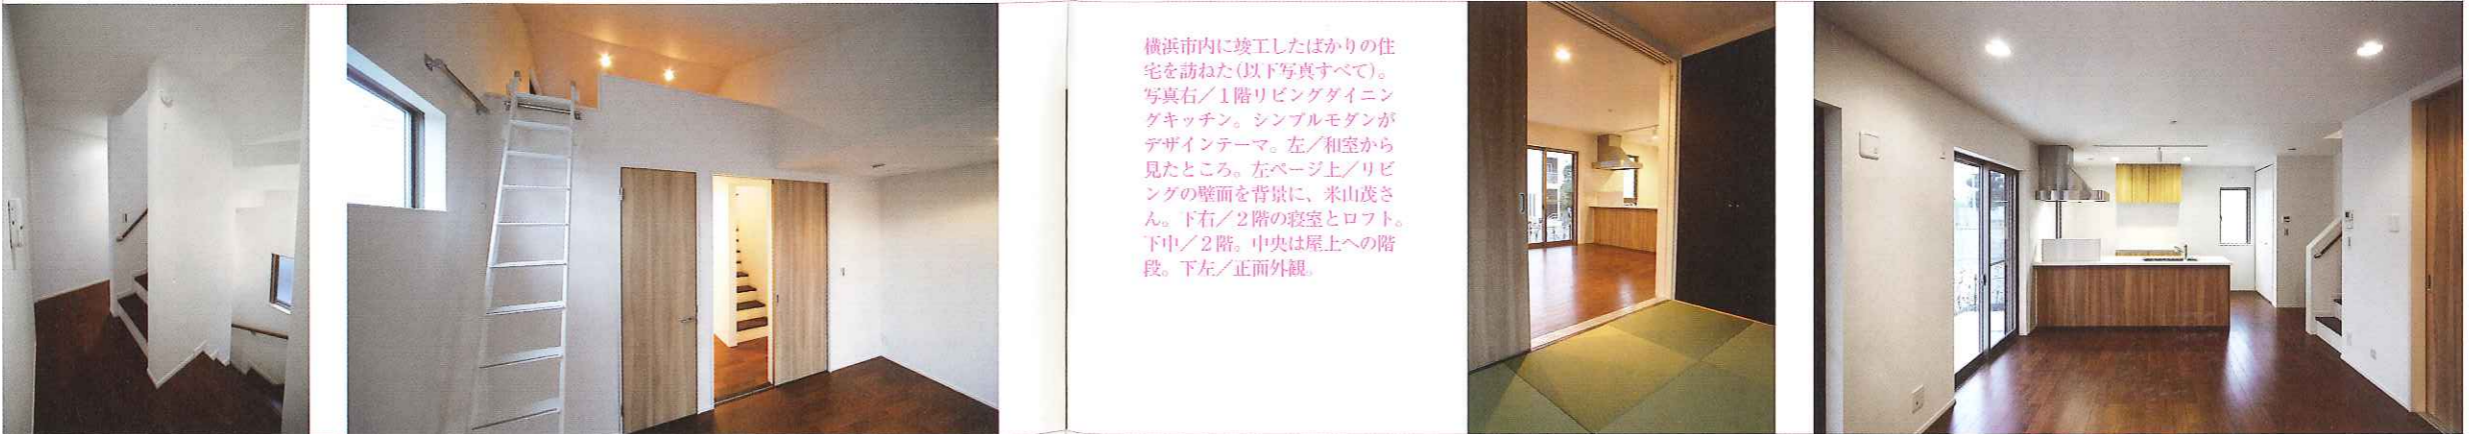 横浜市内に竣工したばかりの住
宅を訪ねた(以下写真すべて)。
写真右／1階リビングダイニン
グキッチン。シンプルモダンが
デザインテーマ。左／和室から
見たところ。左ページ上／リビ
ングの壁面を背景に、米山茂さ
ん。下右／2階の寝室とロフト。
下中／2階。中央は屋上への階
段。下左／正面外観。